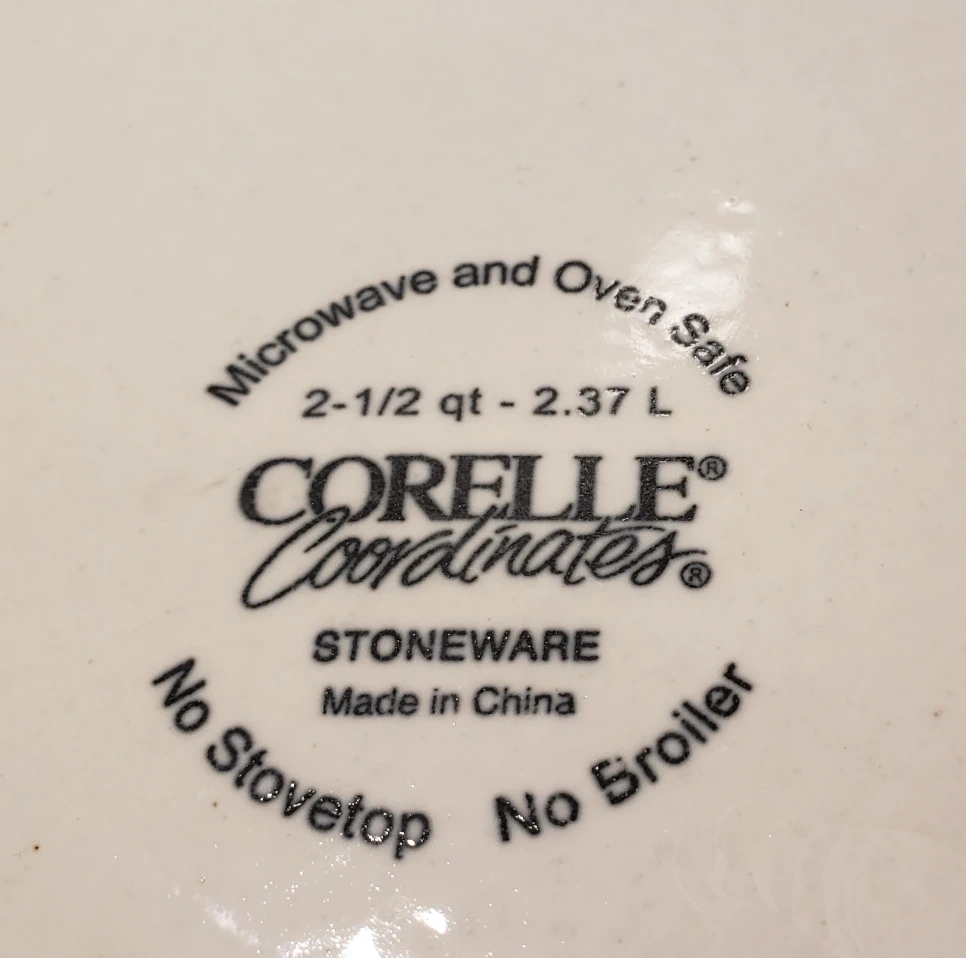 Microwave and Oven Safe
2-1/2 qt - 2.37 L
CORELLE®
Coordinates®
STONEWARE
Made in China
No Stovetop No Broiler